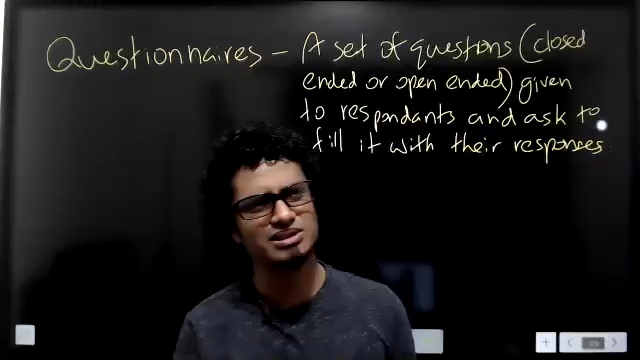 Questionnaires - A set of questions (closed
ended or open ended) given
to respondants and ask to
fill it with their responses